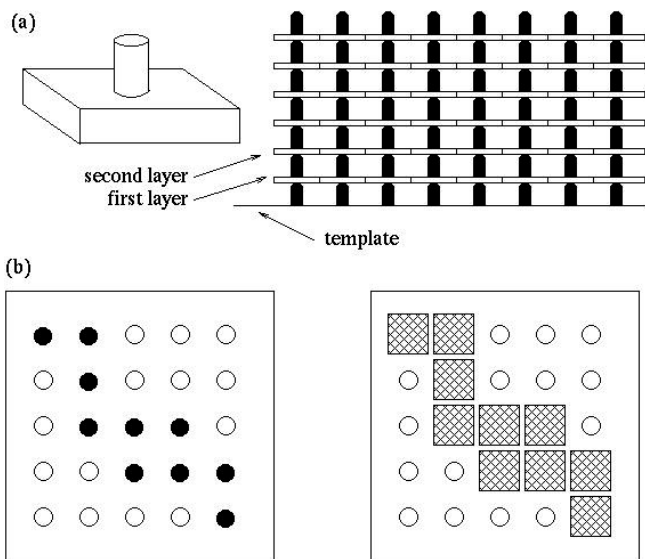 (a)
second layer
first layer
template
(b)